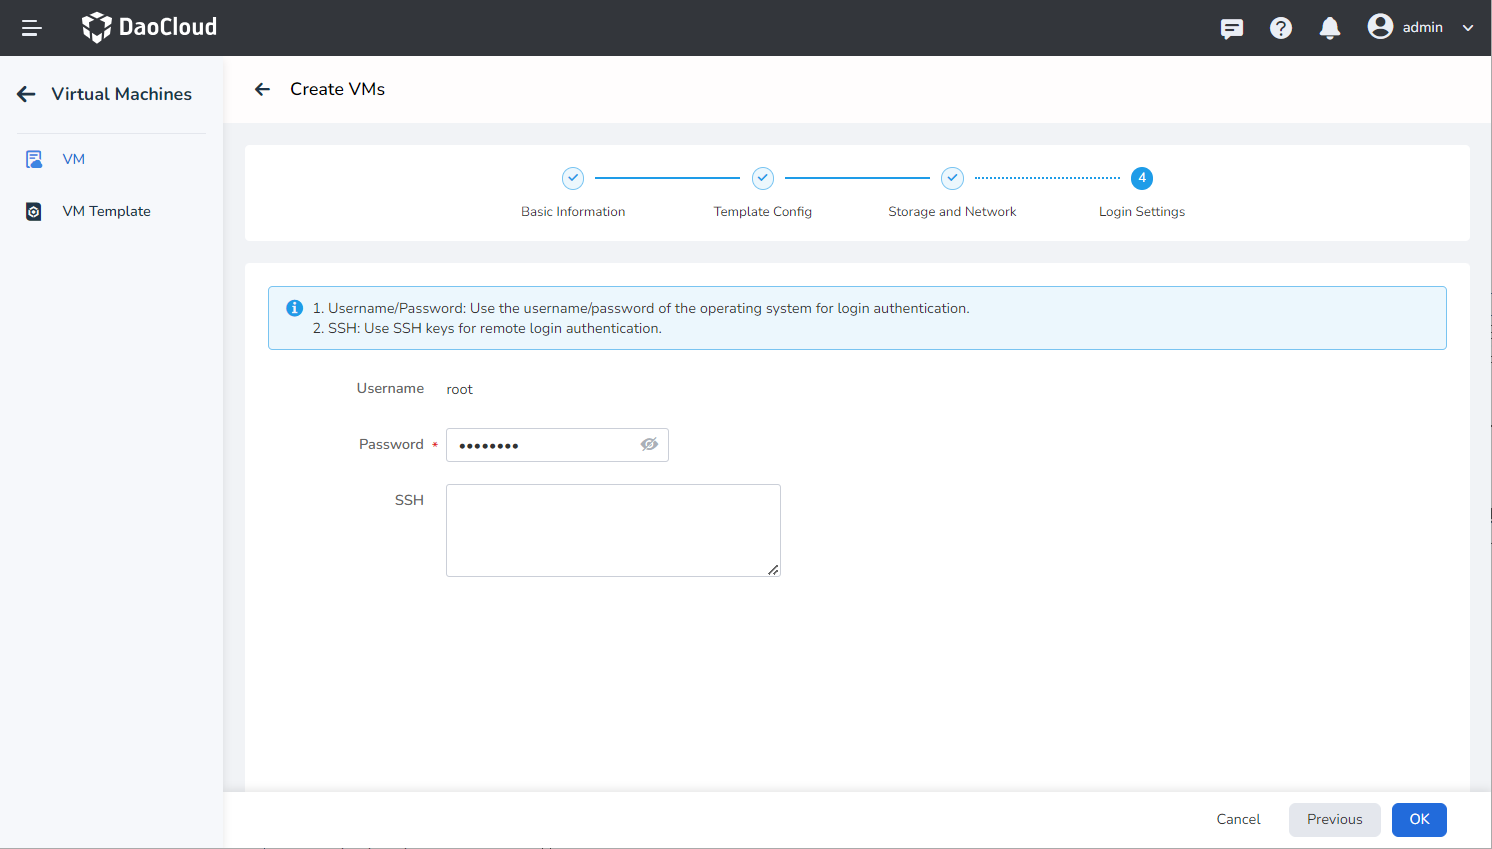 DaoCloud
admin
Virtual Machines
Create VMs
VM
VM Template
4
Basic Information
Template Config
Storage and Network
Login Settings
1. Username/Password: Use the username/password of the operating system for login authentication.
2. SSH: Use SSH keys for remote login authentication.
Username root
Password * ••••••••
SSH
Cancel
Previous
OK